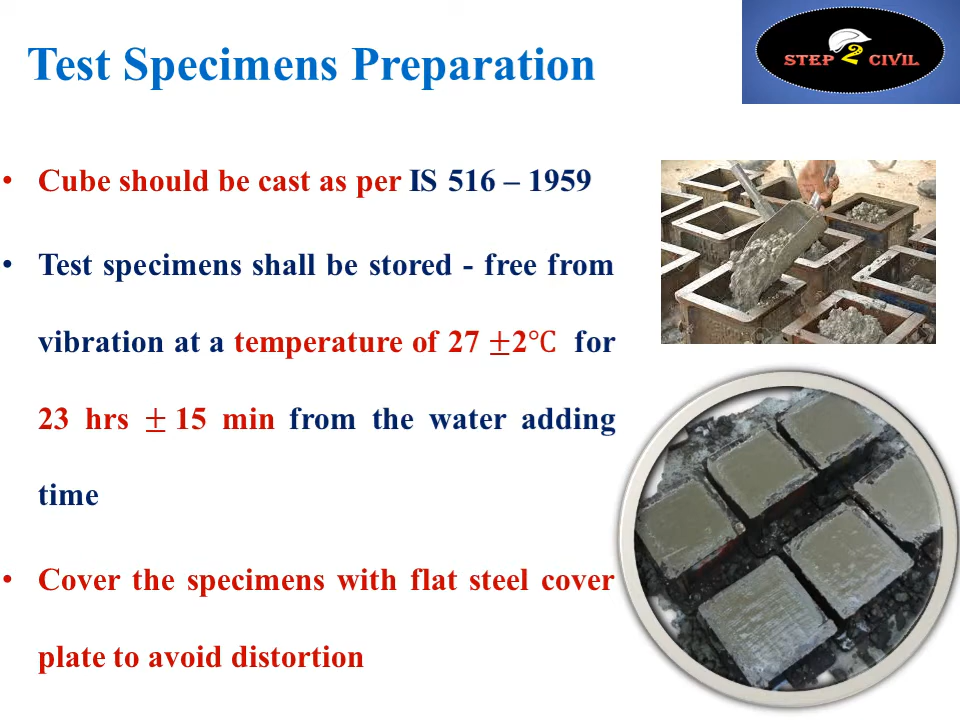 Test Specimens Preparation
STEP 2 CIVIL
• Cube should be cast as per IS 516 – 1959
• Test specimens shall be stored - free from
vibration at a temperature of 27 ±2℃ for
23 hrs ± 15 min from the water adding
time
• Cover the specimens with flat steel cover
plate to avoid distortion